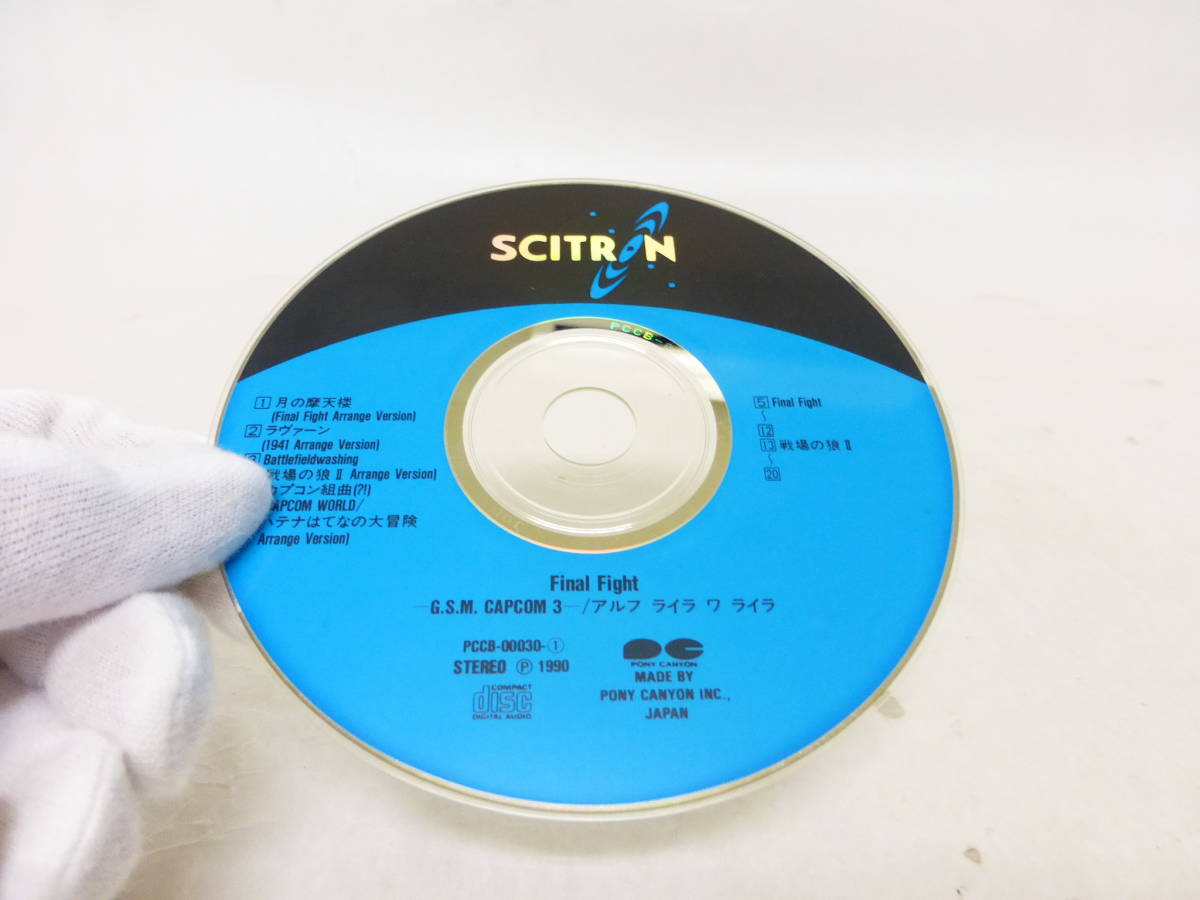 SCITRON
PCCB-
1 月の摩天楼
(Final Fight Arrange Version)
2 ラヴァーン
(1941 Arrange Version)
Battlefieldwashing
戦場の狼 II Arrange Version)
カプコン組曲(?!)
CAPCOM WORLD/
ハテナはてなの大冒険
Arrange Version)
5 Final Fight
〜
12
13 戦場の狼 II
〜
20
Final Fight
—G.S.M. CAPCOM 3—/アルフ ライラ ワ ライラ
PCCB-00030-①
STEREO Ⓟ 1990
COMPACT
disc
DIGITAL AUDIO
PONY CANYON
MADE BY
PONY CANYON INC.,
JAPAN